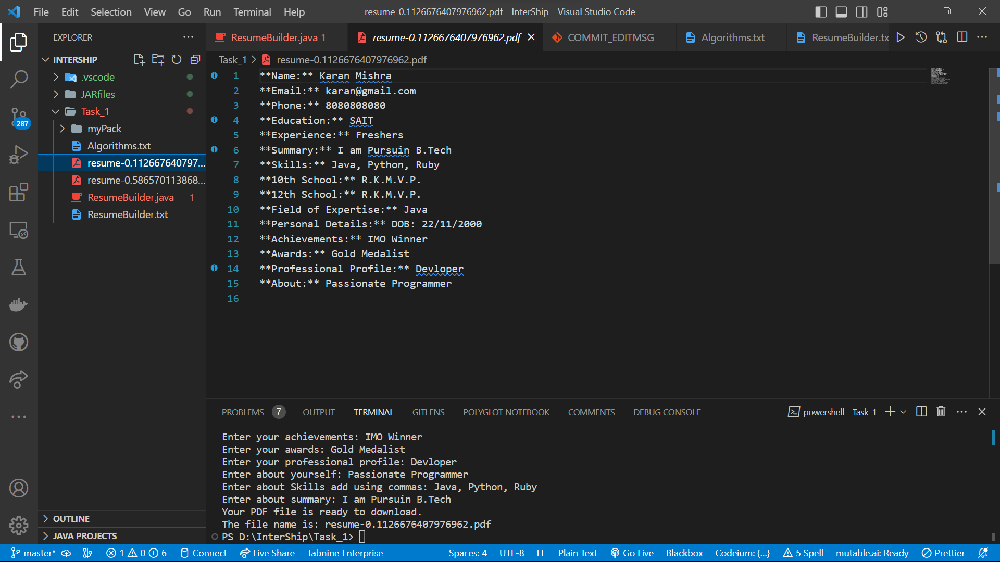 File Edit Selection View Go Run Terminal Help
resume-0.1126676407976962.pdf - InterShip - Visual Studio Code
EXPLORER
INTERSHIP
.vscode
JARfiles
Task_1
myPack
Algorithms.txt
resume-0.112667640797...
resume-0.586570113868...
ResumeBuilder.java 1
ResumeBuilder.txt
OUTLINE
JAVA PROJECTS
287
ResumeBuilder.java 1
resume-0.1126676407976962.pdf
COMMIT_EDITMSG
Algorithms.txt
ResumeBuilder.tx
Task_1 > resume-0.1126676407976962.pdf
1 **Name:** Karan Mishra
2 **Email:** karan@gmail.com
3 **Phone:** 8080808080
4 **Education:** SAIT
5 **Experience:** Freshers
6 **Summary:** I am Pursuin B.Tech
7 **Skills:** Java, Python, Ruby
8 **10th School:** R.K.M.V.P.
9 **12th School:** R.K.M.V.P.
10 **Field of Expertise:** Java
11 **Personal Details:** DOB: 22/11/2000
12 **Achievements:** IMO Winner
13 **Awards:** Gold Medalist
14 **Professional Profile:** Devloper
15 **About:** Passionate Programmer
16
PROBLEMS 7 OUTPUT TERMINAL GITLENS POLYGLOT NOTEBOOK COMMENTS DEBUG CONSOLE
powershell - Task_1
Enter your achievements: IMO Winner
Enter your awards: Gold Medalist
Enter your professional profile: Devloper
Enter about yourself: Passionate Programmer
Enter about Skills add using commas: Java, Python, Ruby
Enter about summary: I am Pursuin B.Tech
Your PDF file is ready to download.
The file name is: resume-0.1126676407976962.pdf
PS D:\InterShip\Task_1>
master* 1 0 6 Connect Live Share Tabnine Enterprise Spaces: 4 UTF-8 LF Plain Text Go Live Blackbox Codeium: {...} 5 Spell mutable.ai: Ready Prettier